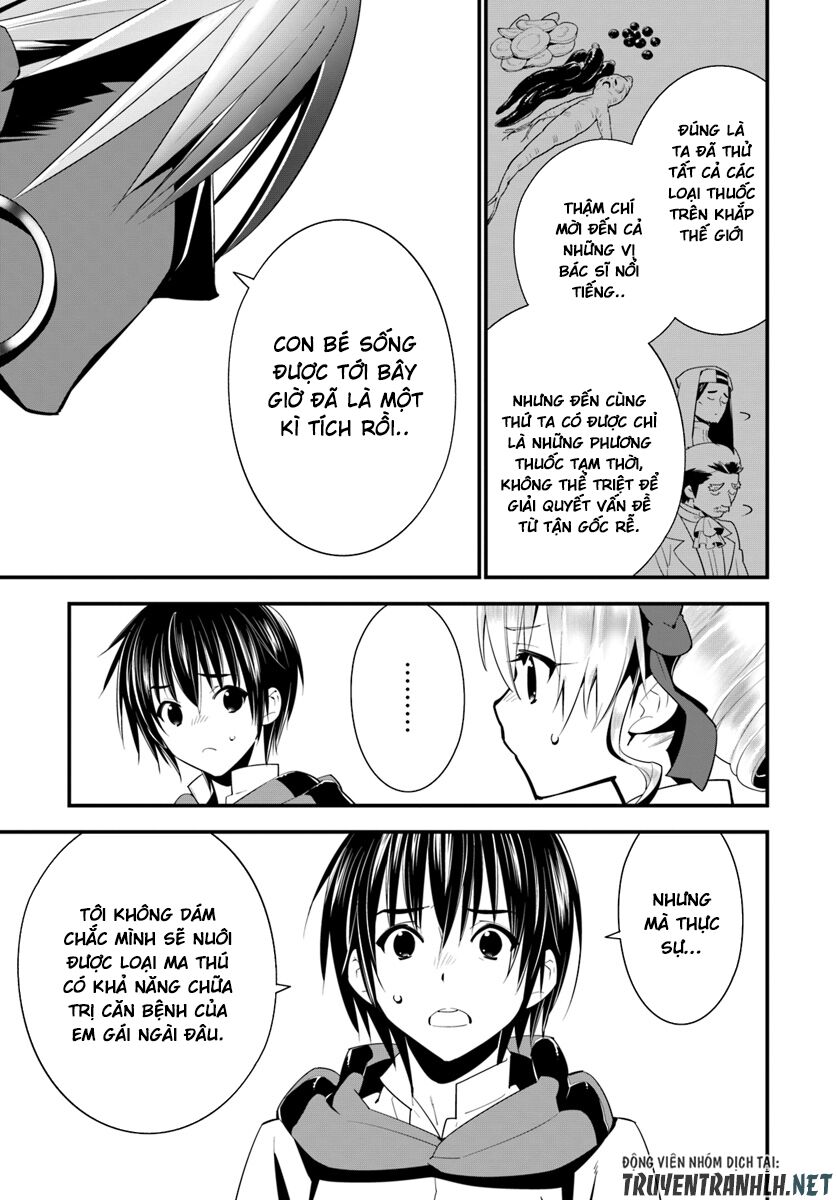 ĐÚNG LÀ
TA ĐÃ THỬ
TẤT CẢ CÁC
LOẠI THUỐC
TRÊN KHẮP
THẾ GIỚI
THẬM CHÍ
MỜI ĐẾN CẢ
NHỮNG VỊ
BÁC SĨ NỔI
TIẾNG..
NHƯNG ĐẾN CÙNG
THỨ TA CÓ ĐƯỢC CHỈ
LÀ NHỮNG PHƯƠNG
THUỐC TẠM THỜI,
KHÔNG THỂ TRIỆT ĐỂ
GIẢI QUYẾT VẤN ĐỀ
TỪ TẬN GỐC RỄ.
CON BÉ SỐNG
ĐƯỢC TỚI BÂY
GIỜ ĐÃ LÀ MỘT
KÌ TÍCH RỒI..
.........
NHƯNG
MÀ THỰC
SỰ...
TÔI KHÔNG DÁM
CHẮC MÌNH SẼ NUÔI
ĐƯỢC LOẠI MA THÚ
CÓ KHẢ NĂNG CHỮA
TRỊ CĂN BỆNH CỦA
EM GÁI NGÀI ĐÂU.
ĐỘNG VIÊN NHÓM DỊCH TẠI:
TRUYENTRANHLH.NET